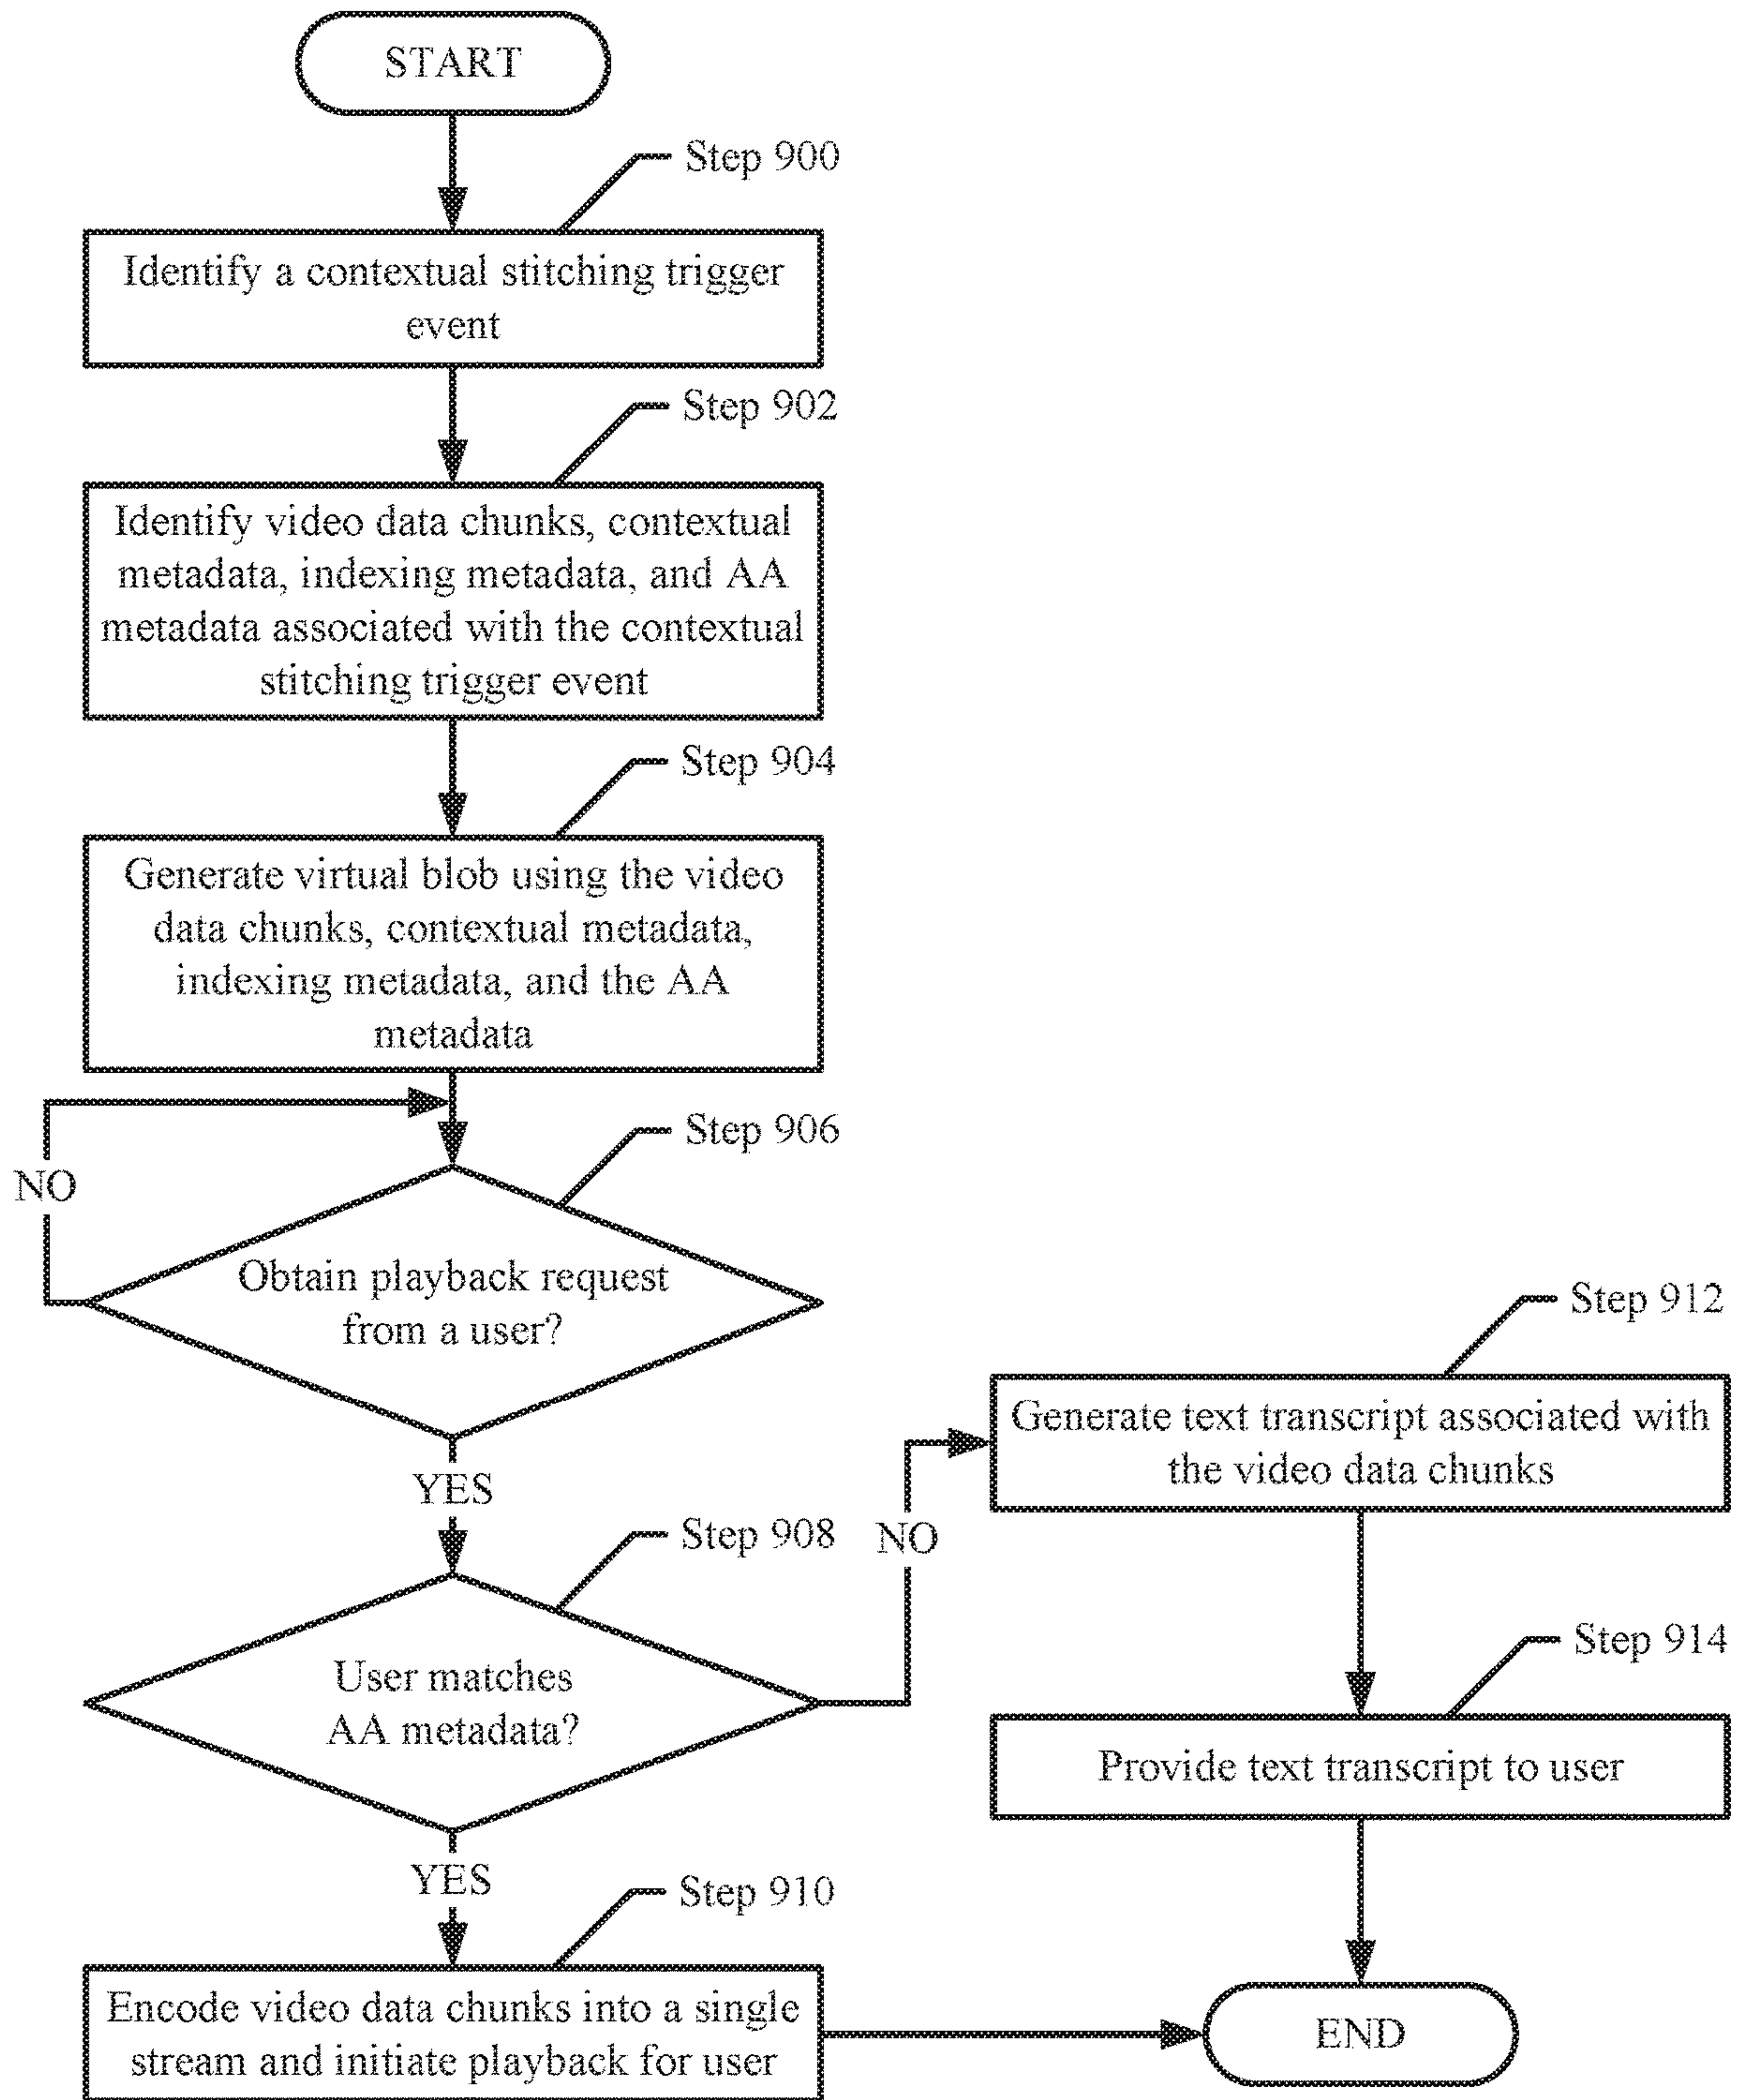 START
Step 900
Identify a contextual stitching trigger
event
Step 902
Identify video data chunks, contextual
metadata, indexing metadata, and AA
metadata associated with the contextual
stitching trigger event
Step 904
Generate virtual blob using the video
data chunks, contextual metadata,
indexing metadata, and the AA
metadata
Step 906
NO
Obtain playback request
from a user?
YES
Step 908
User matches
AA metadata?
NO
YES
Step 910
Encode video data chunks into a single
stream and initiate playback for user
Step 912
Generate text transcript associated with
the video data chunks
Step 914
Provide text transcript to user
END